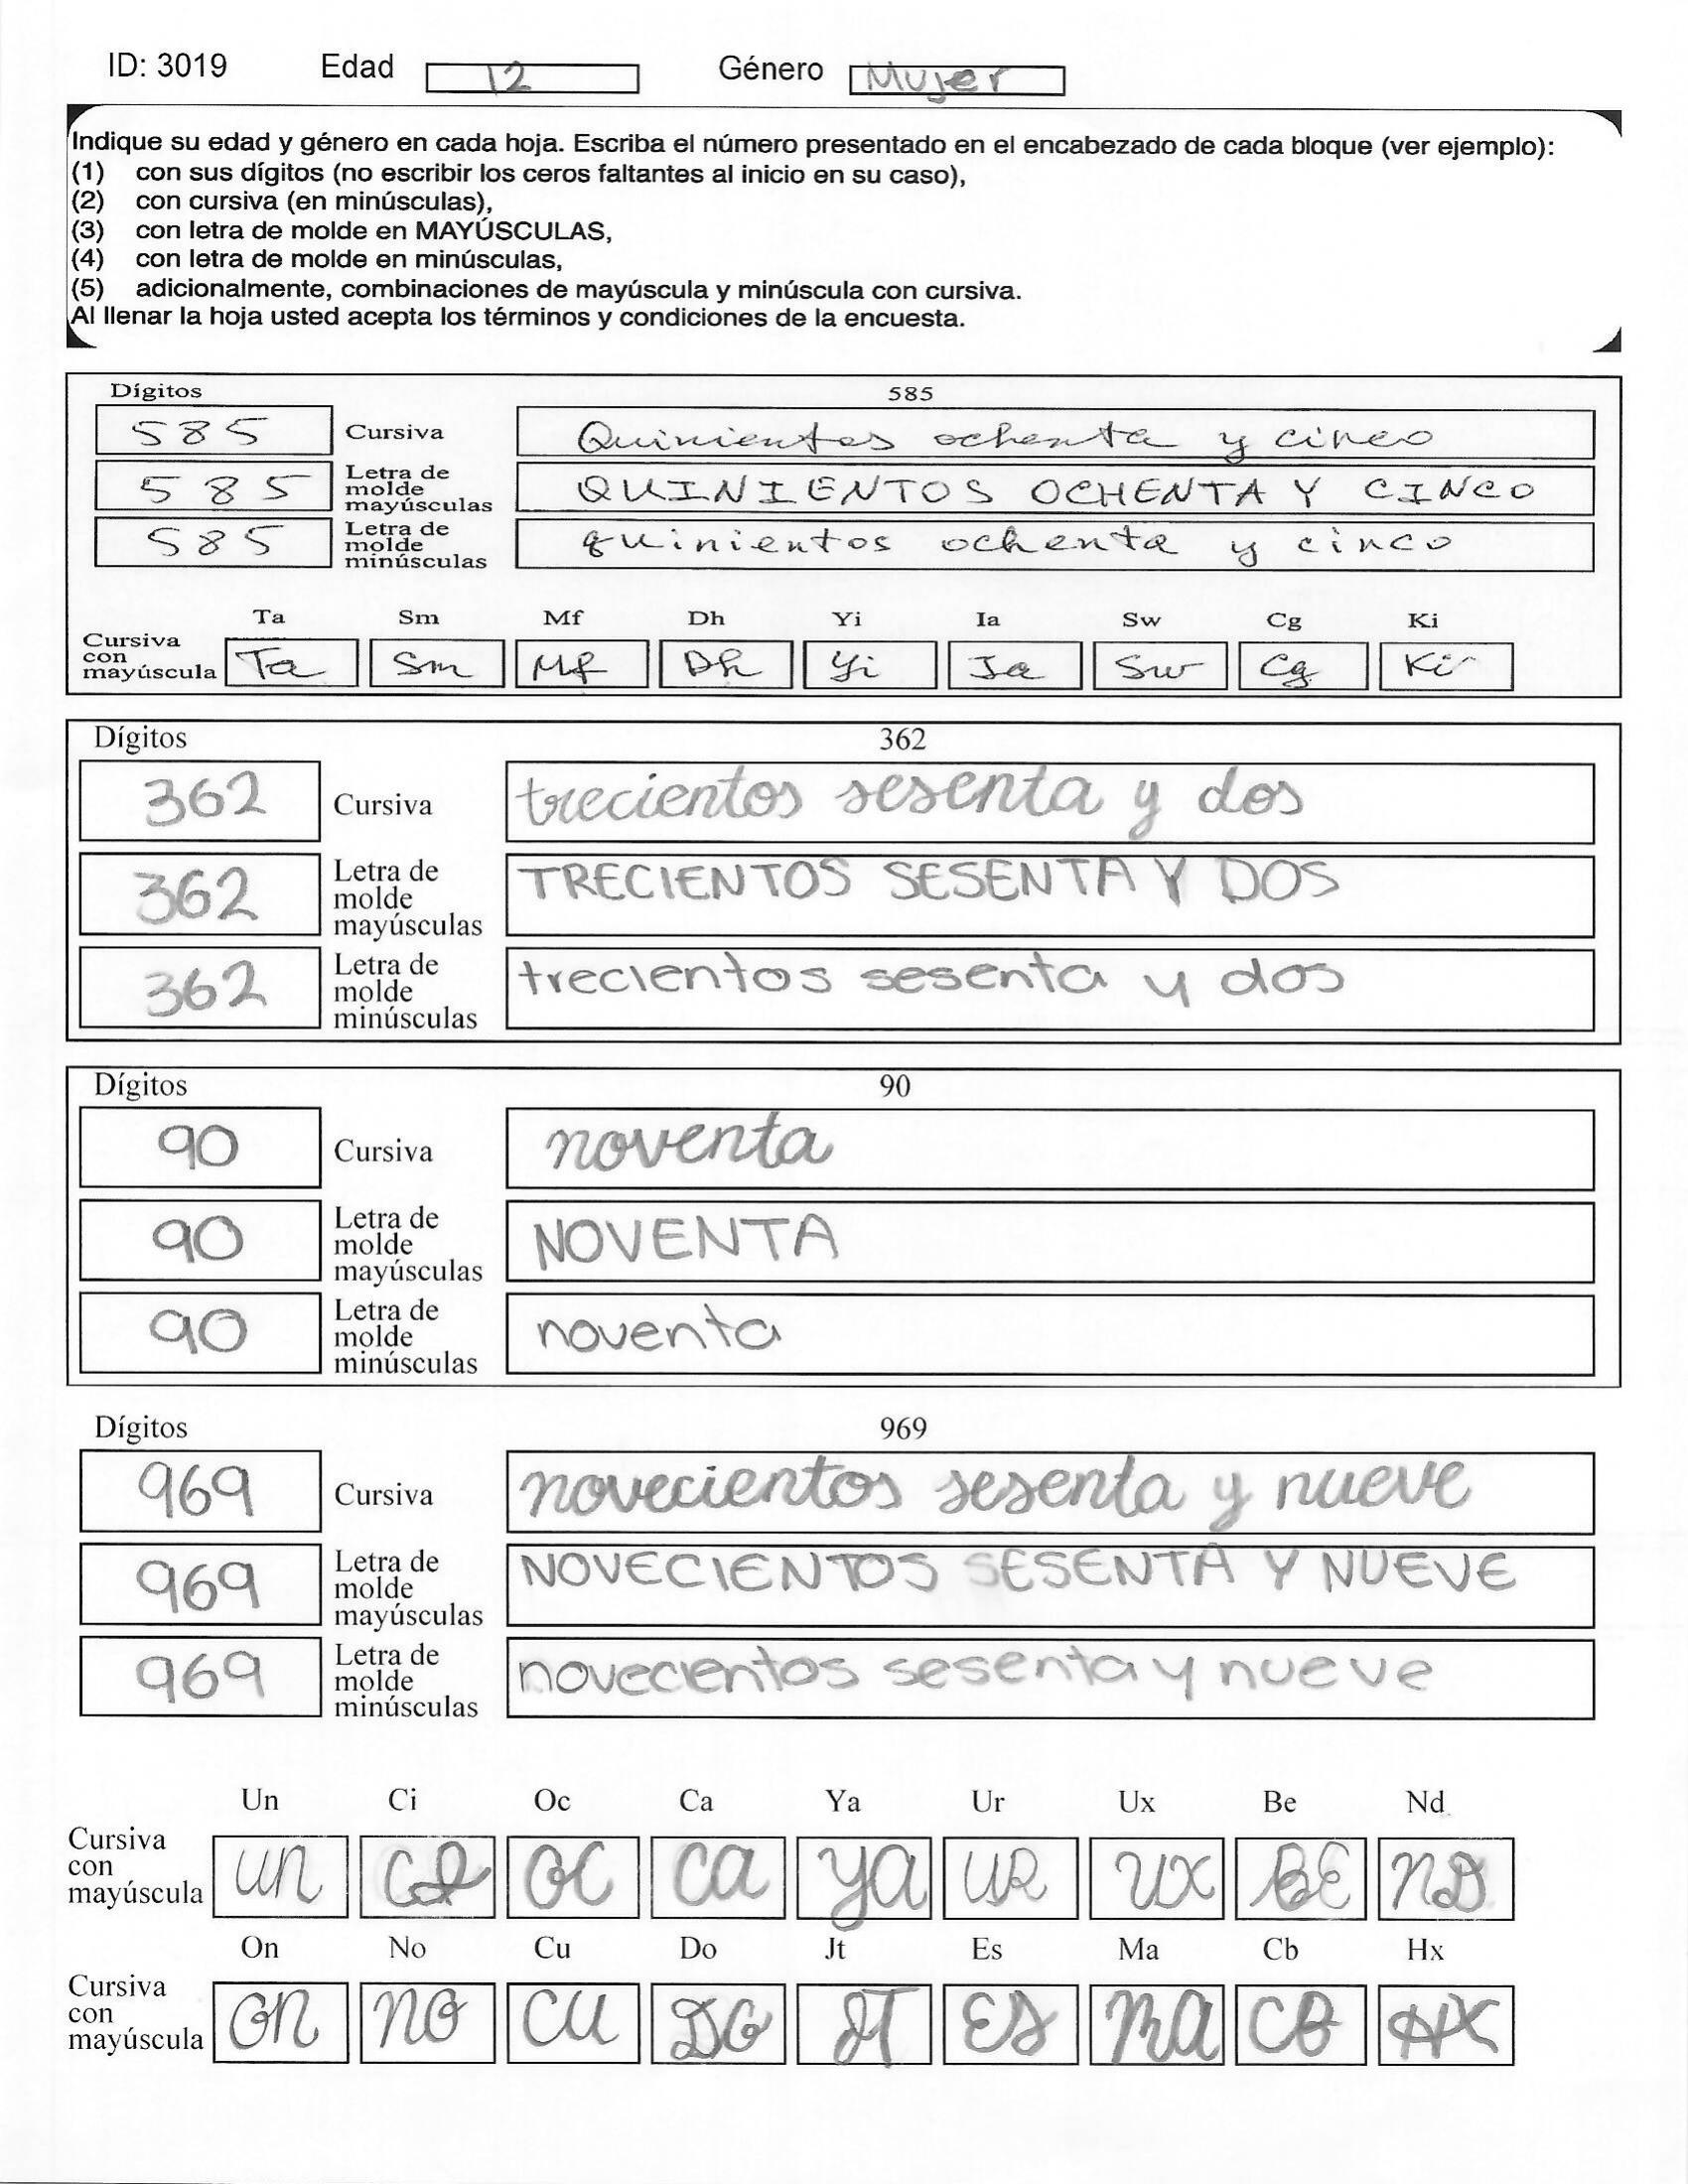 ID: 3019 Edad 12 Género Mujer
Indique su edad y género en cada hoja. Escriba el número presentado en el encabezado de cada bloque (ver ejemplo):
(1) con sus dígitos (no escribir los ceros faltantes al inicio en su caso),
(2) con cursiva (en minúsculas),
(3) con letra de molde en MAYÚSCULAS,
(4) con letra de molde en minúsculas,
(5) adicionalmente, combinaciones de mayúscula y minúscula con cursiva.
Al llenar la hoja usted acepta los términos y condiciones de la encuesta.
Dígitos 585
585 Cursiva Quinientos ochenta y cinco
585 Letra de molde mayúsculas QUINIENTOS OCHENTA Y CINCO
585 Letra de molde minúsculas quinientos ochenta y cinco
Ta Sm Mf Dh Yi Ia Sw Cg Ki
Cursiva con mayúscula Ta Sm Mf Dh Yi Ia Sw Cg Ki
Dígitos 362
362 Cursiva trecientos sesenta y dos
362 Letra de molde mayúsculas TRECIENTOS SESENTA Y DOS
362 Letra de molde minúsculas trecientos sesenta y dos
Dígitos 90
90 Cursiva noventa
90 Letra de molde mayúsculas NOVENTA
90 Letra de molde minúsculas noventa
Dígitos 969
969 Cursiva novecientos sesenta y nueve
969 Letra de molde mayúsculas NOVECIENTOS SESENTA Y NUEVE
969 Letra de molde minúsculas novecientos sesenta y nueve
Un Ci Oc Ca Ya Ur Ux Be Nd
Cursiva con mayúscula UN CI OC CA YA UR UX BE ND
On No Cu Do Jt Es Ma Cb Hx
Cursiva con mayúscula ON NO CU DO JT ES MA CB HX